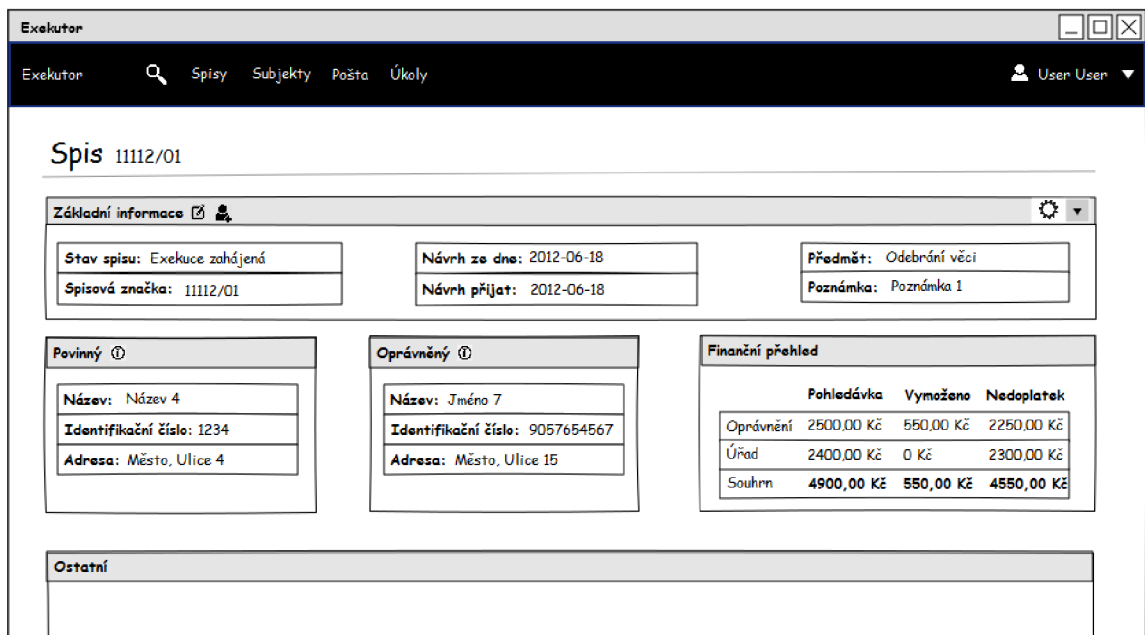 Exekutor
Exekutor Spisy Subjekty Pošta Úkoly User User
Spis 11112/01
Základní informace
Stav spisu: Exekuce zahájená
Spisová značka: 11112/01
Návrh ze dne: 2012-06-18
Návrh přijat: 2012-06-18
Předmět: Odebrání věci
Poznámka: Poznámka 1
Povinný
Název: Název 4
Identifikační číslo: 1234
Adresa: Město, Ulice 4
Oprávněný
Název: Jméno 7
Identifikační číslo: 9057654567
Adresa: Město, Ulice 15
Finanční přehled
Pohledávka Vymoženo Nedoplatek
Oprávnění 2500,00 Kč 550,00 Kč 2250,00 Kč
Úřad 2400,00 Kč 0 Kč 2300,00 Kč
Souhrn 4900,00 Kč 550,00 Kč 4550,00 Kč
Ostatní